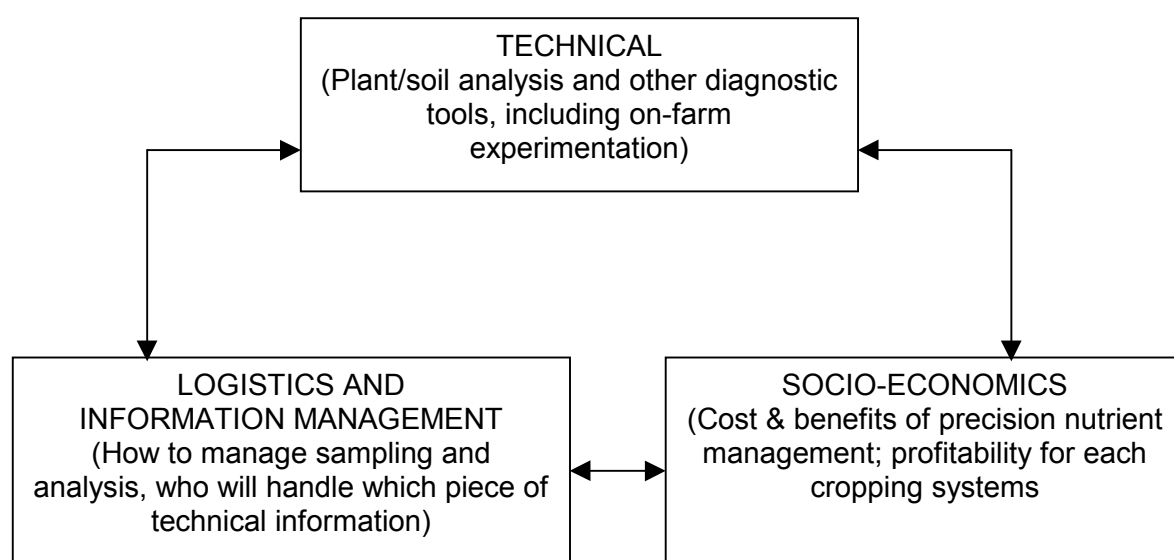 TECHNICAL
(Plant/soil analysis and other diagnostic
tools, including on-farm
experimentation)
LOGISTICS AND
INFORMATION MANAGEMENT
(How to manage sampling and
analysis, who will handle which piece of
technical information)
SOCIO-ECONOMICS
(Cost & benefits of precision nutrient
management; profitability for each
cropping systems